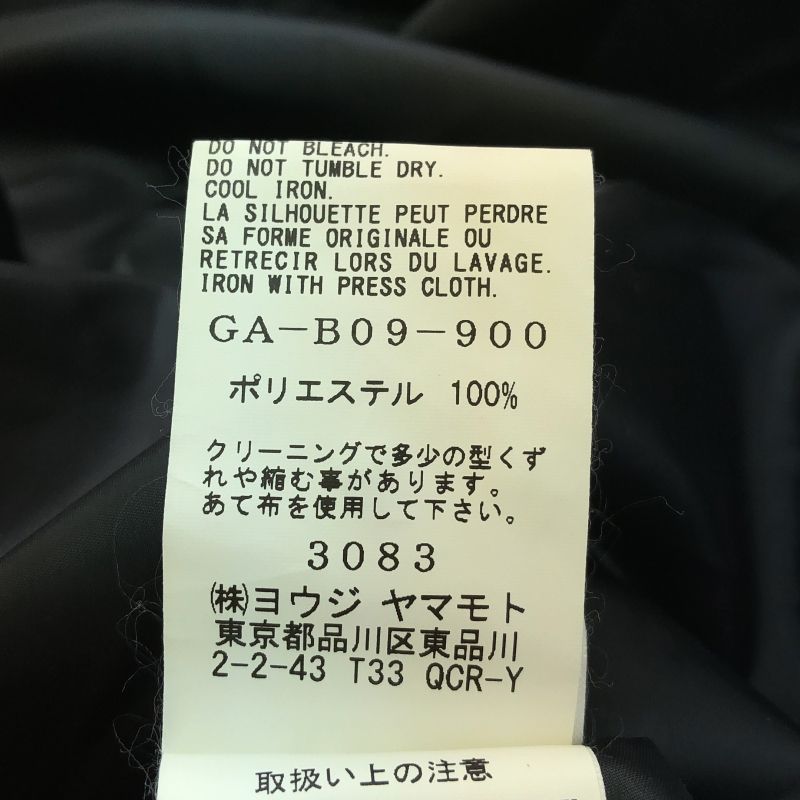 DO NOT BLEACH.
DO NOT TUMBLE DRY.
COOL IRON.
LA SILHOUETTE PEUT PERDRE
SA FORME ORIGINALE OU
RETRECIR LORS DU LAVAGE.
IRON WITH PRESS CLOTH.
GA-B09-900
ポリエステル 100%
クリーニングで多少の型くず
れや縮む事があります。
あて布を使用して下さい。
3083
㈱ヨウジ ヤマモト
東京都品川区東品川
2-2-43 T33 QCR-Y
取扱い上の注意